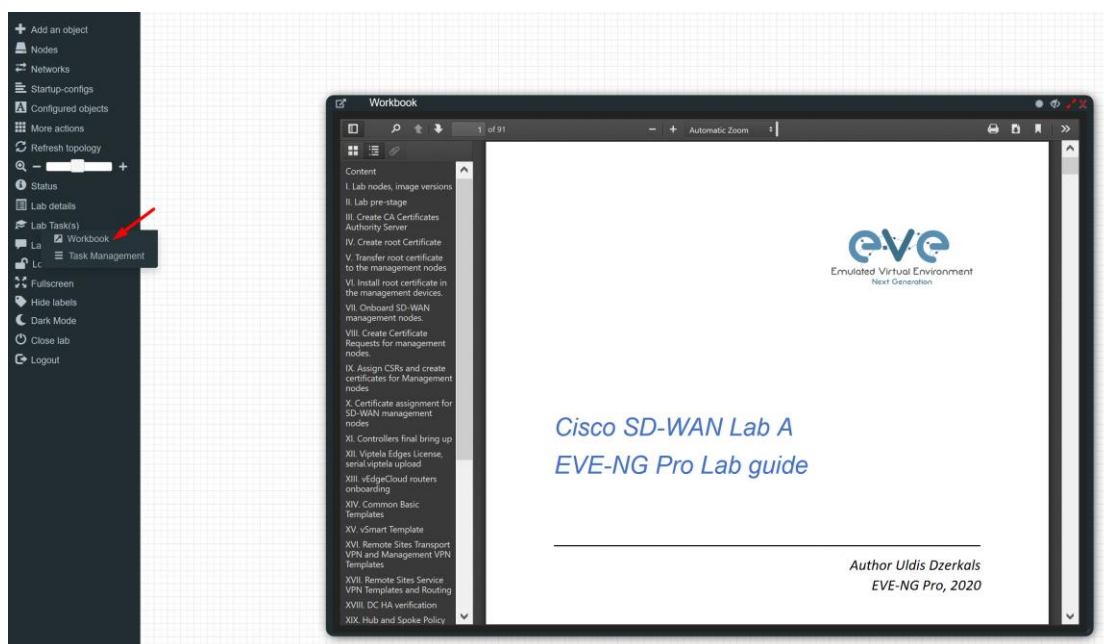 Add an object
Nodes
Networks
Startup-configs
Configured objects
More actions
Refresh topology
Status
Lab details
Lab Task(s)
La
Workbook
Lo
Task Management
Fullscreen
Hide labels
Dark Mode
Close lab
Logout
Workbook
1 of 91
Automatic Zoom
Content
I. Lab nodes, image versions
II. Lab pre-stage
III. Create CA Certificates
Authority Server
IV. Create root Certificate
V. Transfer root certificate
to the management nodes
VI. Install root certificate in
the management devices.
VII. Onboard SD-WAN
management nodes.
VIII. Create Certificate
Requests for management
nodes.
IX. Assign CSRs and create
certificates for Management
nodes
X. Certificate assignment for
SD-WAN management
nodes
XI. Controllers final bring up
XII. Viptela Edges License,
serial.viptela upload
XIII. vEdgeCloud routers
onboarding
XIV. Common Basic
Templates
XV. vSmart Template
XVI. Remote Sites Transport
VPN and Management VPN
Templates
XVII. Remote Sites Service
VPN Templates and Routing
XVIII. DC HA verification
XIX. Hub and Spoke Policy
eve
Emulated Virtual Environment
Next Generation
Cisco SD-WAN Lab A
EVE-NG Pro Lab guide
Author Uldis Dzerkals
EVE-NG Pro, 2020